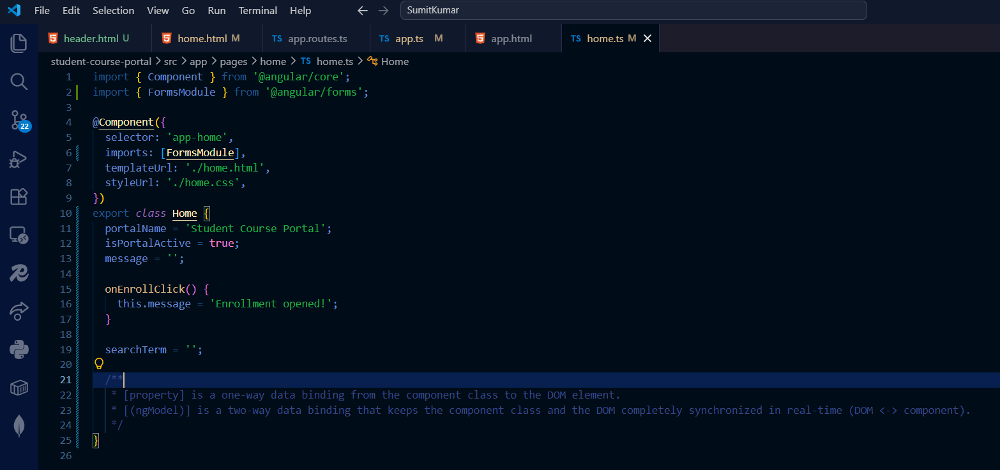 File Edit Selection View Go Run Terminal Help SumitKumar
header.html U home.html M TS app.routes.ts TS app.ts M app.html TS home.ts M
student-course-portal > src > app > pages > home > TS home.ts > Home
1 import { Component } from '@angular/core';
2 import { FormsModule } from '@angular/forms';
3
4 @Component({
5 selector: 'app-home',
22
6 imports: [FormsModule],
7 templateUrl: './home.html',
8 styleUrl: './home.css',
9 })
10 export class Home {
11 portalName = 'Student Course Portal';
12 isPortalActive = true;
13 message = '';
14
15 onEnrollClick() {
16 this.message = 'Enrollment opened!';
17 }
18
19 searchTerm = '';
20
21 /**
22 * [property] is a one-way data binding from the component class to the DOM element.
23 * [(ngModel)] is a two-way data binding that keeps the component class and the DOM completely synchronized in real-time (DOM <-> component).
24 */
25 }
26